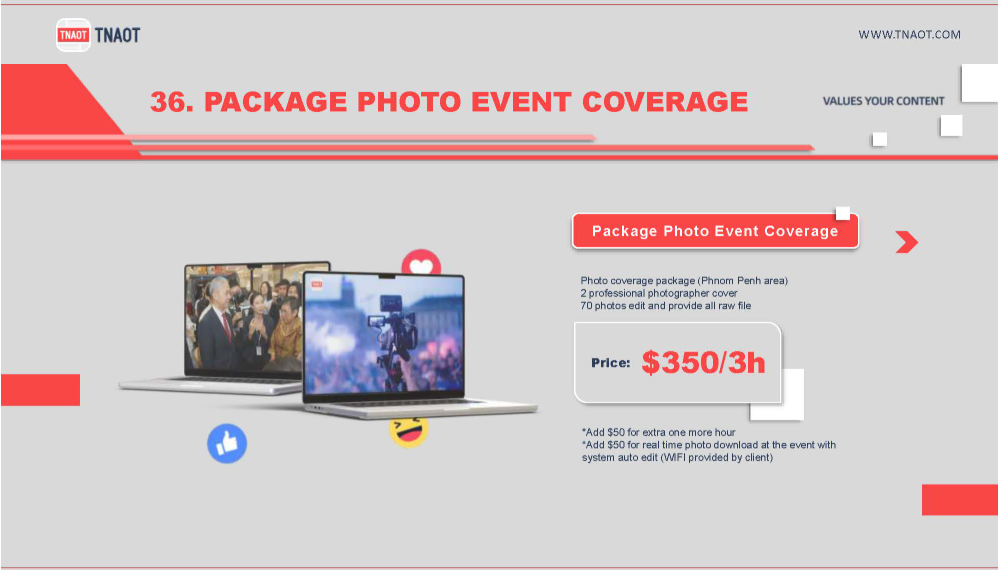 TNAOT TNAOT
WWW.TNAOT.COM
36. PACKAGE PHOTO EVENT COVERAGE
VALUES YOUR CONTENT
Package Photo Event Coverage
Photo coverage package (Phnom Penh area)
2 professional photographer cover
70 photos edit and provide all raw file
TNAOT
Price: $350/3h
*Add $50 for extra one more hour
*Add $50 for real time photo download at the event with
system auto edit (WIFI provided by client)